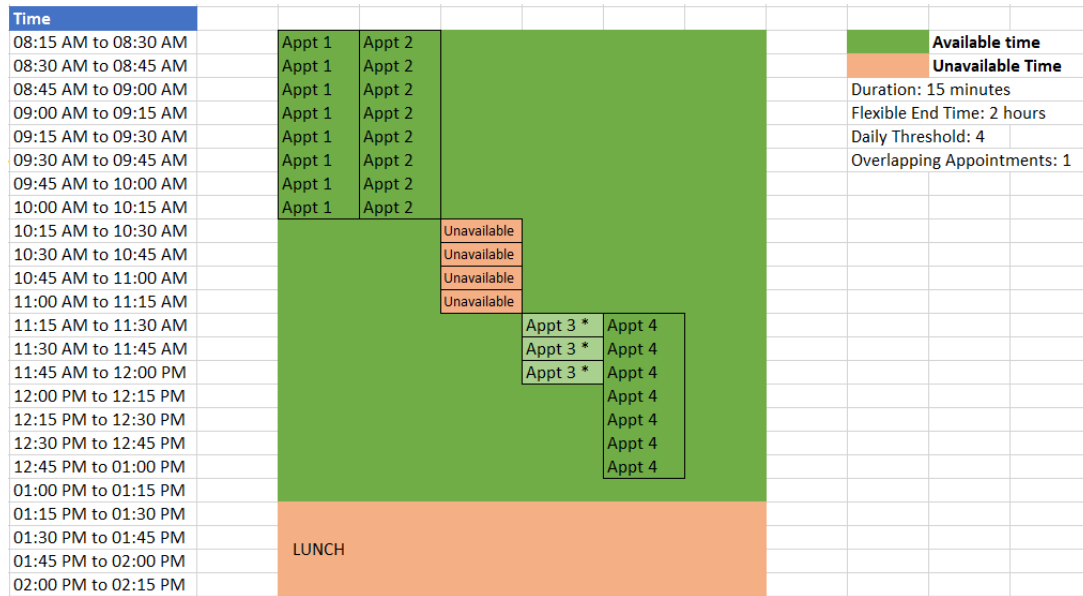 Time
08:15 AM to 08:30 AM Appt 1 Appt 2 Available time
08:30 AM to 08:45 AM Appt 1 Appt 2 Unavailable Time
08:45 AM to 09:00 AM Appt 1 Appt 2 Duration: 15 minutes
09:00 AM to 09:15 AM Appt 1 Appt 2 Flexible End Time: 2 hours
09:15 AM to 09:30 AM Appt 1 Appt 2 Daily Threshold: 4
09:30 AM to 09:45 AM Appt 1 Appt 2 Overlapping Appointments: 1
09:45 AM to 10:00 AM Appt 1 Appt 2
10:00 AM to 10:15 AM Appt 1 Appt 2
10:15 AM to 10:30 AM Unavailable
10:30 AM to 10:45 AM Unavailable
10:45 AM to 11:00 AM Unavailable
11:00 AM to 11:15 AM Unavailable
11:15 AM to 11:30 AM Appt 3 * Appt 4
11:30 AM to 11:45 AM Appt 3 * Appt 4
11:45 AM to 12:00 PM Appt 3 * Appt 4
12:00 PM to 12:15 PM Appt 4
12:15 PM to 12:30 PM Appt 4
12:30 PM to 12:45 PM Appt 4
12:45 PM to 01:00 PM Appt 4
01:00 PM to 01:15 PM
01:15 PM to 01:30 PM
01:30 PM to 01:45 PM LUNCH
01:45 PM to 02:00 PM
02:00 PM to 02:15 PM